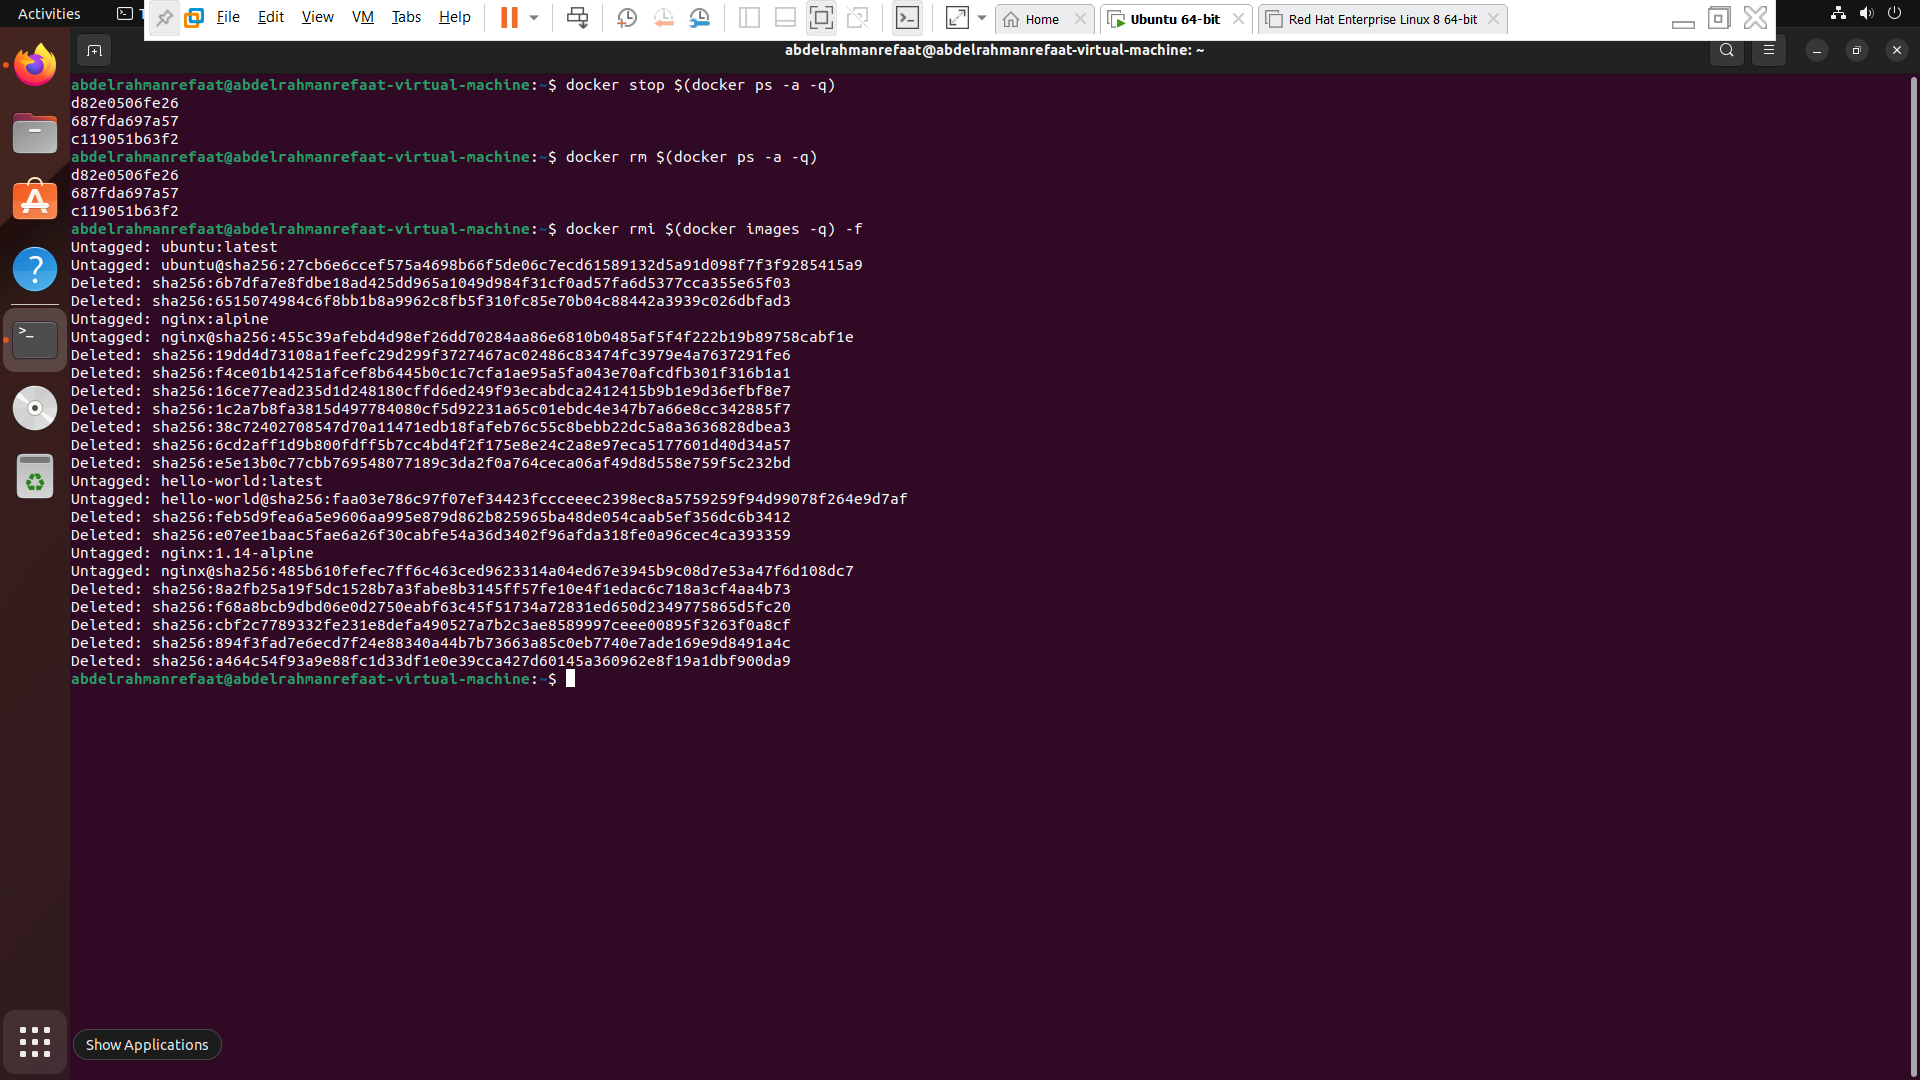 Activities
File Edit View VM Tabs Help
Home
Ubuntu 64-bit
Red Hat Enterprise Linux 8 64-bit
abdelrahmanrefaat@abdelrahmanrefaat-virtual-machine: ~
abdelrahmanrefaat@abdelrahmanrefaat-virtual-machine:~$ docker stop $(docker ps -a -q)
d82e0506fe26
687fda697a57
c119051b63f2
abdelrahmanrefaat@abdelrahmanrefaat-virtual-machine:~$ docker rm $(docker ps -a -q)
d82e0506fe26
687fda697a57
c119051b63f2
abdelrahmanrefaat@abdelrahmanrefaat-virtual-machine:~$ docker rmi $(docker images -q) -f
Untagged: ubuntu:latest
Untagged: ubuntu@sha256:27cb6e6ccef575a4698b66f5de06c7ecd61589132d5a91d098f7f3f9285415a9
Deleted: sha256:6b7dfa7e8fdbe18ad425dd965a1049d984f31cf0ad57fa6d5377cca355e65f03
Deleted: sha256:6515074984c6f8bb1b8a9962c8fb5f310fc85e70b04c88442a3939c026dbfad3
Untagged: nginx:alpine
Untagged: nginx@sha256:455c39afebd4d98ef26dd70284aa86e6810b0485af5f4f222b19b89758cabf1e
Deleted: sha256:19dd4d73108a1feefc29d299f3727467ac02486c83474fc3979e4a7637291fe6
Deleted: sha256:f4ce01b14251afcef8b6445b0c1c7cfa1ae95a5fa043e70afcdfb301f316b1a1
Deleted: sha256:16ce77ead235d1d248180cffd6ed249f93ecabdca2412415b9b1e9d36efbf8e7
Deleted: sha256:1c2a7b8fa3815d497784080cf5d92231a65c01ebdc4e347b7a66e8cc342885f7
Deleted: sha256:38c72402708547d70a11471edb18fafeb76c55c8bebb22dc5a8a3636828dbea3
Deleted: sha256:6cd2aff1d9b800fdff5b7cc4bd4f2f175e8e24c2a8e97eca5177601d40d34a57
Deleted: sha256:e5e13b0c77cbb769548077189c3da2f0a764ceca06af49d8d558e759f5c232bd
Untagged: hello-world:latest
Untagged: hello-world@sha256:faa03e786c97f07ef34423fccceeec2398ec8a5759259f94d99078f264e9d7af
Deleted: sha256:feb5d9fea6a5e9606aa995e879d862b825965ba48de054caab5ef356dc6b3412
Deleted: sha256:e07ee1baac5fae6a26f30cabfe54a36d3402f96afda318fe0a96cec4ca393359
Untagged: nginx:1.14-alpine
Untagged: nginx@sha256:485b610fefec7ff6c463ced9623314a04ed67e3945b9c08d7e53a47f6d108dc7
Deleted: sha256:8a2fb25a19f5dc1528b7a3fabe8b3145ff57fe10e4f1edac6c718a3cf4aa4b73
Deleted: sha256:f68a8bcb9dbd06e0d2750eabf63c45f51734a72831ed650d2349775865d5fc20
Deleted: sha256:cbf2c7789332fe231e8defa490527a7b2c3ae8589997ceee00895f3263f0a8cf
Deleted: sha256:894f3fad7e6ecd7f24e88340a44b7b73663a85c0eb7740e7ade169e9d8491a4c
Deleted: sha256:a464c54f93a9e88fc1d33df1e0e39cca427d60145a360962e8f19a1dbf900da9
abdelrahmanrefaat@abdelrahmanrefaat-virtual-machine:~$
Show Applications